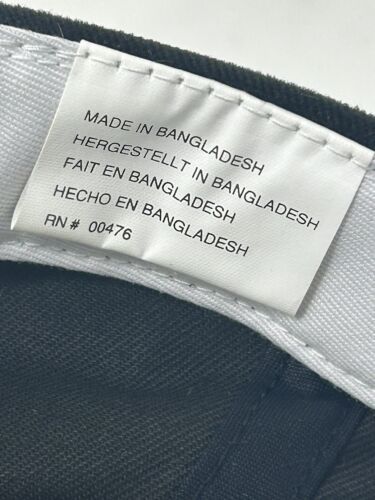 MADE IN BANGLADESH
HERGESTELLT IN BANGLADESH
FAIT EN BANGLADESH
HECHO EN BANGLADESH
RN# 00476